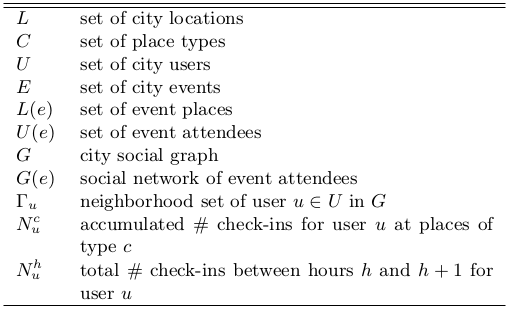 L set of city locations
C set of place types
U set of city users
E set of city events
L(e) set of event places
U(e) set of event attendees
G city social graph
G(e) social network of event attendees
Γ_u neighborhood set of user u ∈ U in G
N_u^c accumulated # check-ins for user u at places of
type c
N_u^h total # check-ins between hours h and h + 1 for
user u